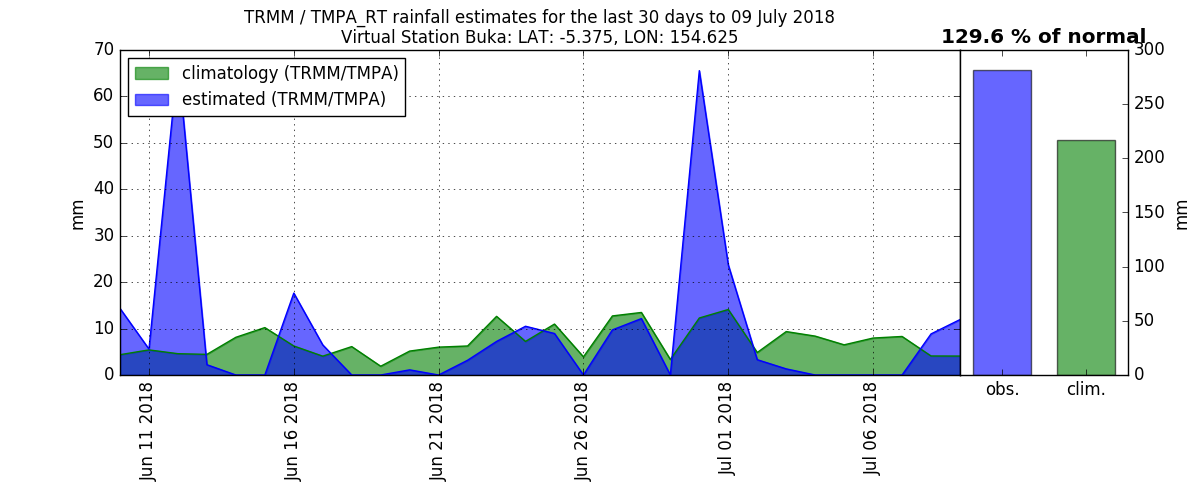 TRMM / TMPA_RT rainfall estimates for the last 30 days to 09 July 2018
Virtual Station Buka: LAT: -5.375, LON: 154.625
129.6 % of normal
climatology (TRMM/TMPA)
estimated (TRMM/TMPA)
70
60
50
40
30
20
10
0
mm
Jun 11 2018
Jun 16 2018
Jun 21 2018
Jun 26 2018
Jul 01 2018
Jul 06 2018
300
250
200
150
100
50
0
mm
obs.
clim.